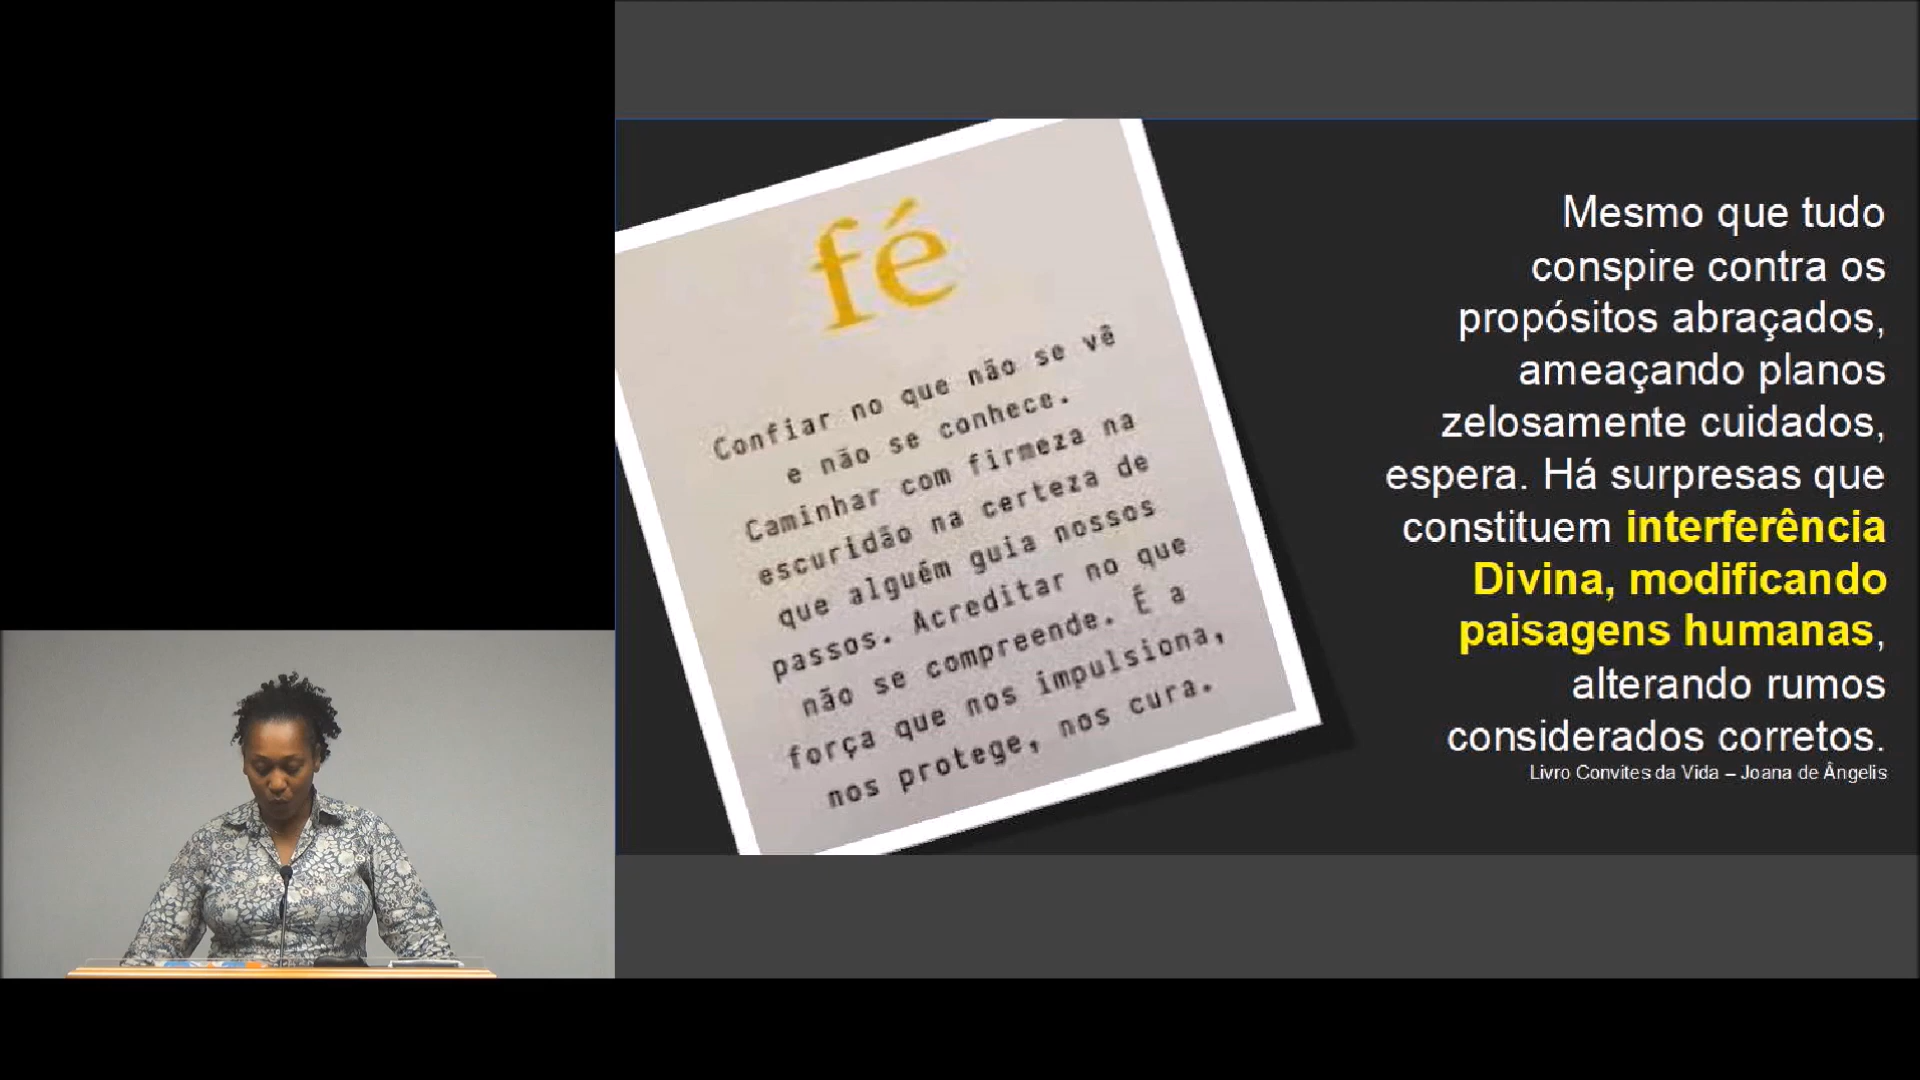 fé
Confiar no que não se vê
e não se conhece.
Caminhar com firmeza na
escuridão na certeza de
que alguém guia nossos
passos. Acreditar no que
não se compreende. É a
força que nos impulsiona,
nos protege, nos cura.
Mesmo que tudo
conspire contra os
propósitos abraçados,
ameaçando planos
zelosamente cuidados,
espera. Há surpresas que
constituem interferência
Divina, modificando
paisagens humanas,
alterando rumos
considerados corretos.
Livro Convites da Vida – Joana de Ângelis